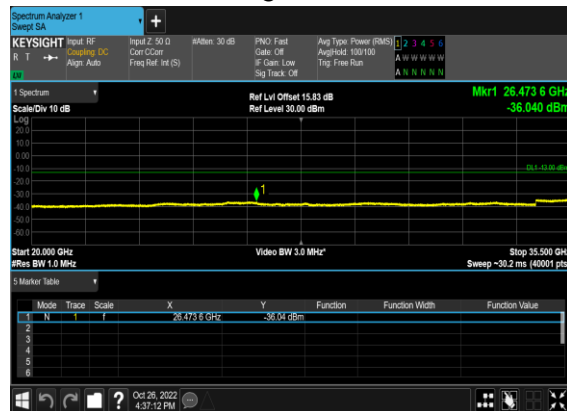 Spectrum Analyzer 1
Swept SA
+
KEYSIGHT Input: RF Input Z: 50 Ω #Atten: 30 dB PNO: Fast Avg Type: Power (RMS) 1 2 3 4 5 6
R T Coupling: DC Corr CCorr Gate: Off Avg|Hold: 100/100 A W W W W W
Align: Auto Freq Ref: Int (S) IF Gain: Low Trig: Free Run
Sig Track: Off A N N N N N
1 Spectrum Ref Lvl Offset 15.83 dB Mkr1 26.473 6 GHz
Scale/Div 10 dB Ref Level 30.00 dBm -36.040 dBm
Log
20.0
10.0
0.00
-10.0 DL1 -13.00 dBm
-20.0
-30.0 1
-40.0
-50.0
-60.0
Start 20.000 GHz Video BW 3.0 MHz* Stop 35.500 GHz
#Res BW 1.0 MHz Sweep ~30.2 ms (40001 pts)
5 Marker Table
Mode Trace Scale X Y Function Function Width Function Value
1 N 1 f 26.473 6 GHz -36.04 dBm
2
3
4
5
6
? Oct 26, 2022
4:37:12 PM